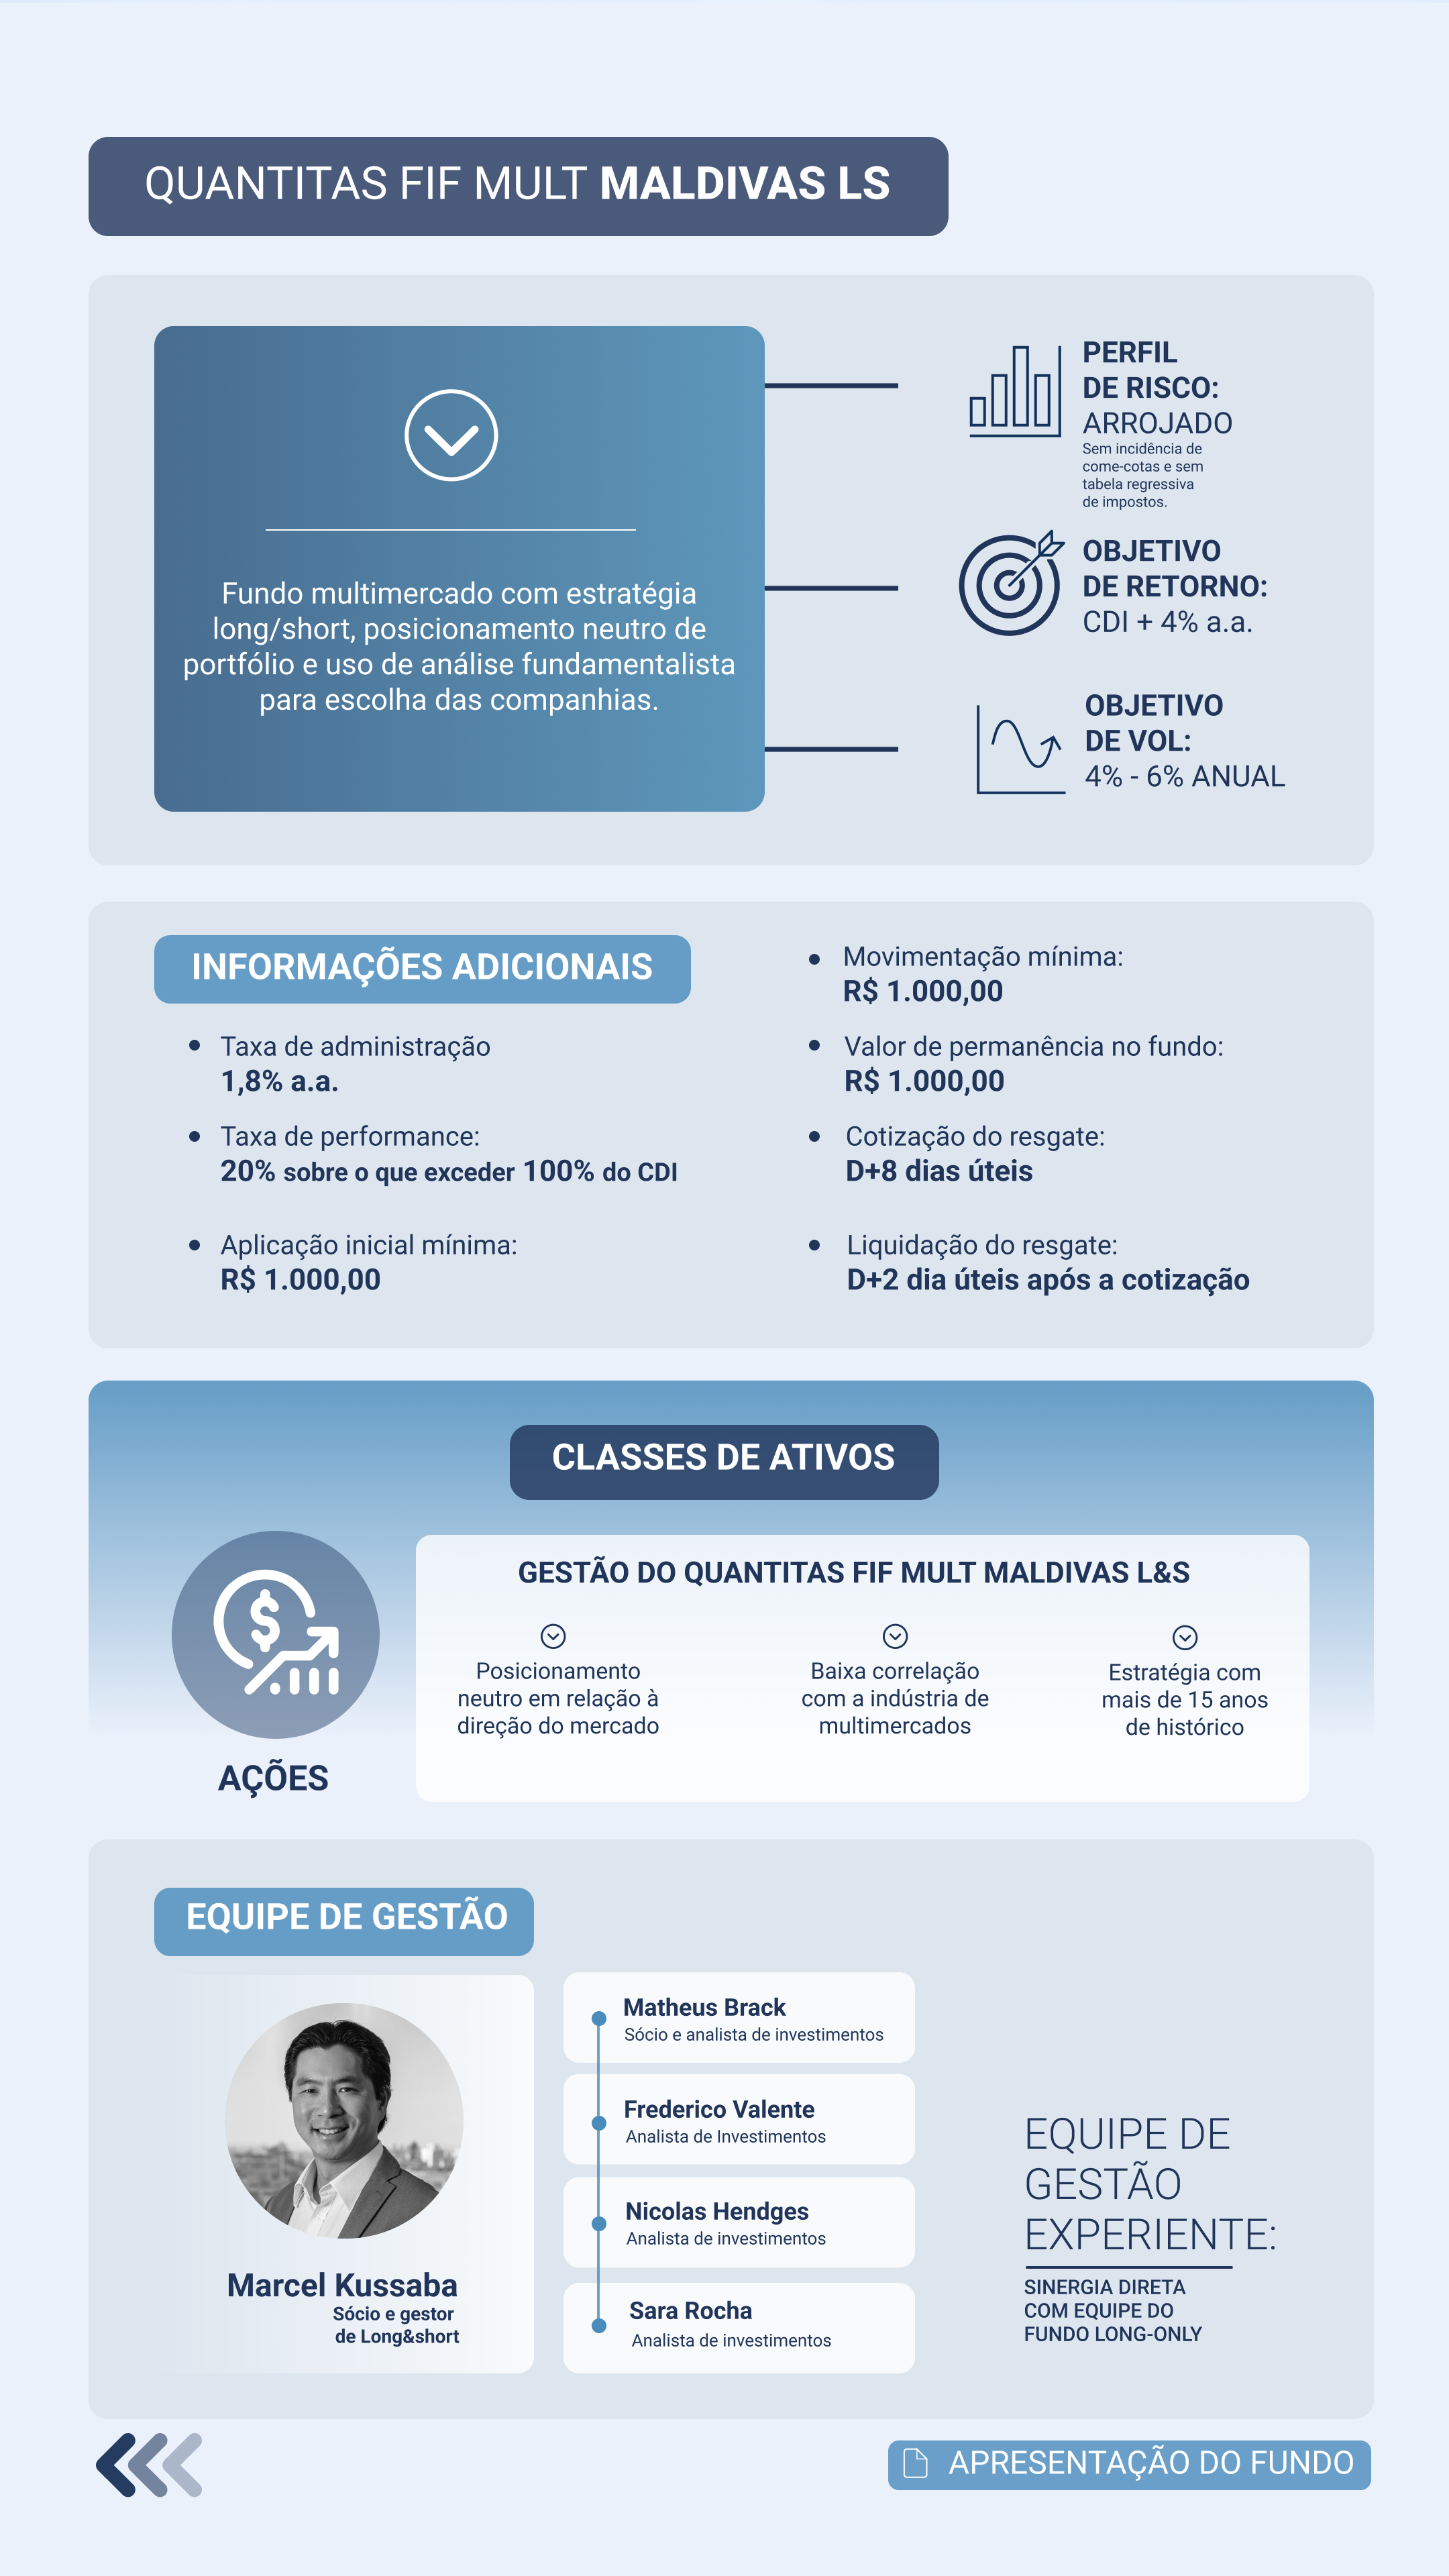 QUANTITAS FIF MULT MALDIVAS LS
Fundo multimercado com estratégia
long/short, posicionamento neutro de
portfólio e uso de análise fundamentalista
para escolha das companhias.
PERFIL
DE RISCO:
ARROJADO
Sem incidência de
come-cotas e sem
tabela regressiva
de impostos.
OBJETIVO
DE RETORNO:
CDI + 4% a.a.
OBJETIVO
DE VOL:
4% - 6% ANUAL
INFORMAÇÕES ADICIONAIS
Taxa de administração
1,8% a.a.
Taxa de performance:
20% sobre o que exceder 100% do CDI
Aplicação inicial mínima:
R$ 1.000,00
Movimentação mínima:
R$ 1.000,00
Valor de permanência no fundo:
R$ 1.000,00
Cotização do resgate:
D+8 dias úteis
Liquidação do resgate:
D+2 dia úteis após a cotização
CLASSES DE ATIVOS
AÇÕES
GESTÃO DO QUANTITAS FIF MULT MALDIVAS L&S
Posicionamento
neutro em relação à
direção do mercado
Baixa correlação
com a indústria de
multimercados
Estratégia com
mais de 15 anos
de histórico
EQUIPE DE GESTÃO
Marcel Kussaba
Sócio e gestor
de Long&short
Matheus Brack
Sócio e analista de investimentos
Frederico Valente
Analista de Investimentos
Nicolas Hendges
Analista de investimentos
Sara Rocha
Analista de investimentos
EQUIPE DE
GESTÃO
EXPERIENTE:
SINERGIA DIRETA
COM EQUIPE DO
FUNDO LONG-ONLY
APRESENTAÇÃO DO FUNDO